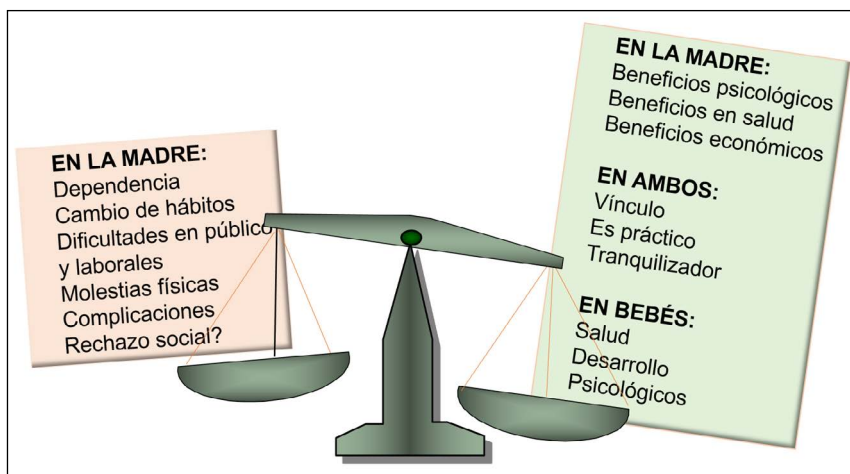 EN LA MADRE:
Dependencia
Cambio de hábitos
Dificultades en público
y laborales
Molestias físicas
Complicaciones
Rechazo social?
EN LA MADRE:
Beneficios psicológicos
Beneficios en salud
Beneficios económicos
EN AMBOS:
Vínculo
Es práctico
Tranquilizador
EN BEBÉS:
Salud
Desarrollo
Psicológicos